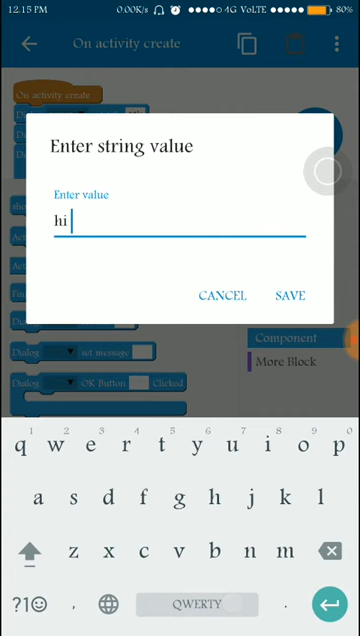 12.15 PM 0.00K/s 4G VoLTE 80%
On activity create
On activity create
Enter string value
Enter value
hi
CANCEL SAVE
Component
Dialog set message
More Block
Dialog OK Button Clicked
1 2 3 4 5 6 7 8 9 0
q w e r t y u i o p
a s d f g h j k l
z x c v b n m
?1☺ , QWERTY .